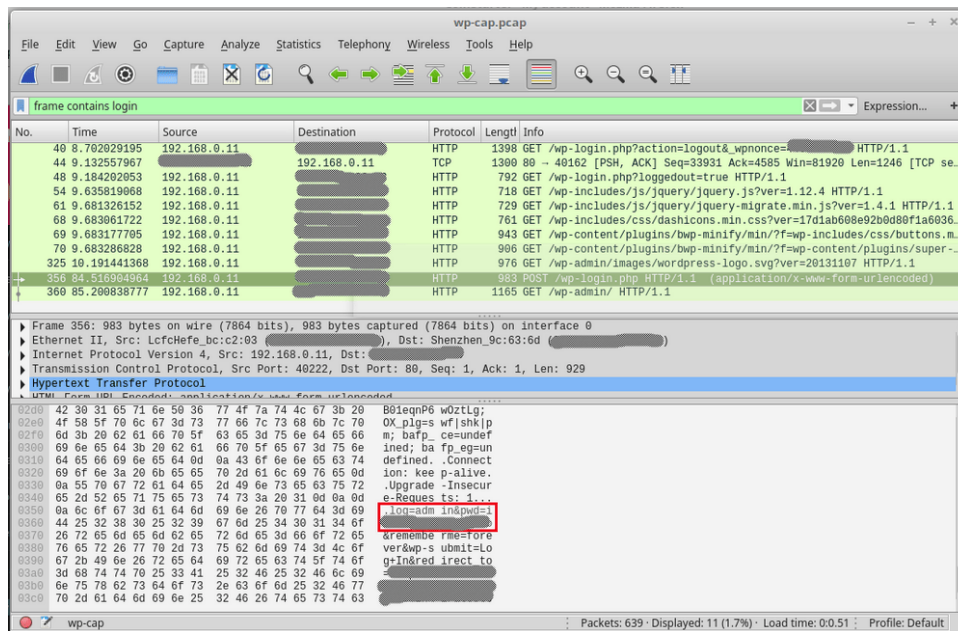 wp-cap.pcap
File Edit View Go Capture Analyze Statistics Telephony Wireless Tools Help
frame contains login
Expression...
No. Time Source Destination Protocol Length Info
40 8.702029195 192.168.0.11 HTTP 1398 GET /wp-login.php?action=logout&_wpnonce= HTTP/1.1
44 9.132557967 192.168.0.11 TCP 1300 80 → 40162 [PSH, ACK] Seq=33931 Ack=4585 Win=81920 Len=1246 [TCP se…
48 9.184202053 192.168.0.11 HTTP 792 GET /wp-login.php?loggedout=true HTTP/1.1
54 9.635819068 192.168.0.11 HTTP 718 GET /wp-includes/js/jquery/jquery.js?ver=1.12.4 HTTP/1.1
61 9.681326152 192.168.0.11 HTTP 729 GET /wp-includes/js/jquery/jquery-migrate.min.js?ver=1.4.1 HTTP/1.1
68 9.683061722 192.168.0.11 HTTP 761 GET /wp-includes/css/dashicons.min.css?ver=17d1ab608e92b0d80f1a6036…
69 9.683177705 192.168.0.11 HTTP 943 GET /wp-content/plugins/bwp-minify/min/?f=wp-includes/css/buttons.m…
70 9.683286828 192.168.0.11 HTTP 906 GET /wp-content/plugins/bwp-minify/min/?f=wp-content/plugins/super-…
325 10.191441368 192.168.0.11 HTTP 976 GET /wp-admin/images/wordpress-logo.svg?ver=20131107 HTTP/1.1
356 84.516904964 192.168.0.11 HTTP 983 POST /wp-login.php HTTP/1.1 (application/x-www-form-urlencoded)
360 85.200838777 192.168.0.11 HTTP 1165 GET /wp-admin/ HTTP/1.1
Frame 356: 983 bytes on wire (7864 bits), 983 bytes captured (7864 bits) on interface 0
Ethernet II, Src: LcfcHefe_bc:c2:03 ( ), Dst: Shenzhen_9c:63:6d ( )
Internet Protocol Version 4, Src: 192.168.0.11, Dst:
Transmission Control Protocol, Src Port: 40222, Dst Port: 80, Seq: 1, Ack: 1, Len: 929
Hypertext Transfer Protocol
HTML Form URL Encoded: application/x-www-form-urlencoded
02d0 42 30 31 65 71 6e 50 36 77 4f 7a 74 4c 67 3b 20 B01eqnP6 wOztLg;
02e0 4f 58 5f 70 6c 67 3d 73 77 66 7c 73 68 6b 7c 70 OX_plg=s wf|shk|p
02f0 6d 3b 20 62 61 66 70 5f 63 65 3d 75 6e 64 65 66 m; bafp_ ce=undef
0300 69 6e 65 64 3b 20 62 61 66 70 5f 65 67 3d 75 6e ined; ba fp_eg=un
0310 64 65 66 69 6e 65 64 0d 0a 43 6f 6e 6e 65 63 74 defined. .Connect
0320 69 6f 6e 3a 20 6b 65 65 70 2d 61 6c 69 76 65 0d ion: kee p-alive.
0330 0a 55 70 67 72 61 64 65 2d 49 6e 73 65 63 75 72 .Upgrade -Insecur
0340 65 2d 52 65 71 75 65 73 74 73 3a 20 31 0d 0a 0d e-Reques ts: 1...
0350 0a 6c 6f 67 3d 61 64 6d 69 6e 26 70 77 64 3d 69 .log=adm in&pwd=i
0360 44 25 32 38 30 25 32 39 67 6d 25 34 30 31 34 6f
0370 26 72 65 6d 65 6d 62 65 72 6d 65 3d 66 6f 72 65 &remembe rme=fore
0380 76 65 72 26 77 70 2d 73 75 62 6d 69 74 3d 4c 6f ver&wp-s ubmit=Lo
0390 67 2b 49 6e 26 72 65 64 69 72 65 63 74 5f 74 6f g+In&red irect_to
03a0 3d 68 74 74 70 25 33 41 25 32 46 25 32 46 6c 69 =
03b0 6e 75 78 62 73 64 6f 73 2e 63 6f 6d 25 32 46 77
03c0 70 2d 61 64 6d 69 6e 25 32 46 26 74 65 73 74 63
wp-cap
Packets: 639 · Displayed: 11 (1.7%) · Load time: 0:0.51
Profile: Default